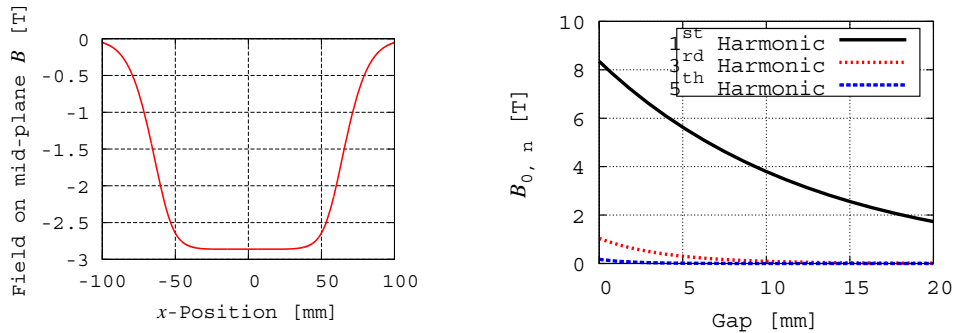 Field on mid-plane B [T]
0
-0.5
-1
-1.5
-2
-2.5
-3
-100 -50 0 50 100
x-Position [mm]
B0, n [T]
10
8
6
4
2
0
1st Harmonic
3rd Harmonic
5th Harmonic
0 5 10 15 20
Gap [mm]